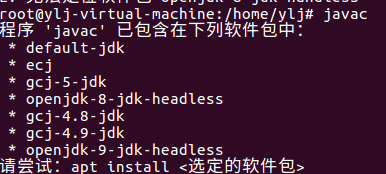 root@ylj-virtual-machine:/home/ylj# javac
程序 'javac' 已包含在下列软件包中:
* default-jdk
* ecj
* gcj-5-jdk
* openjdk-8-jdk-headless
* gcj-4.8-jdk
* gcj-4.9-jdk
* openjdk-9-jdk-headless
请尝试: apt install <选定的软件包>